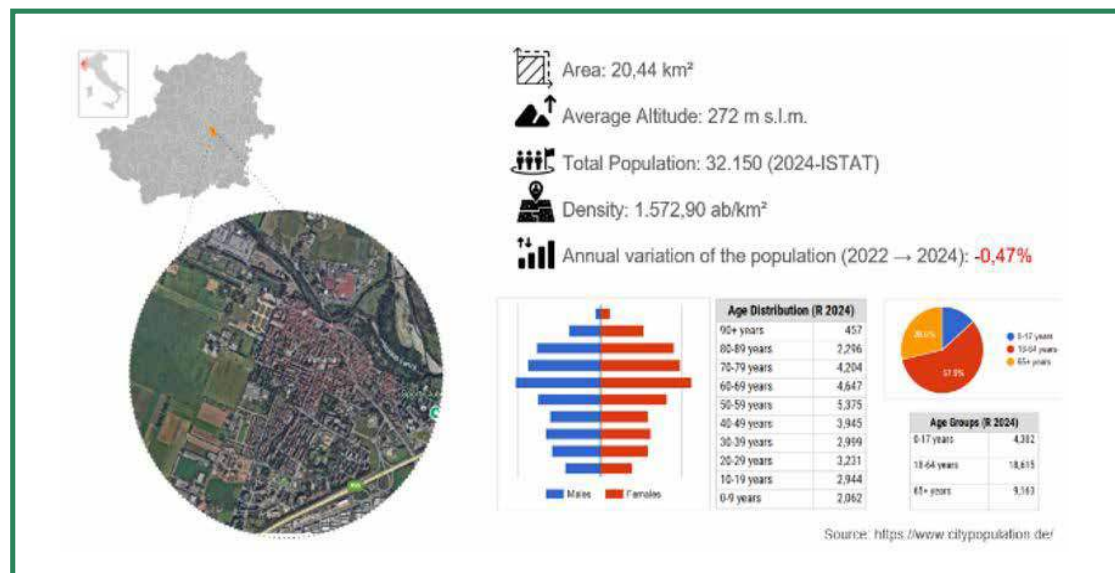 Area: 20,44 km²
Average Altitude: 272 m s.l.m.
Total Population: 32.150 (2024-ISTAT)
Density: 1.572,90 ab/km²
Annual variation of the population (2022 → 2024): -0,47%
Males Females
Age Distribution (R 2024)
90+ years 457
80-89 years 2,296
70-79 years 4,204
60-69 years 4,647
50-59 years 5,375
40-49 years 3,945
30-39 years 2,999
20-29 years 3,231
10-19 years 2,944
0-9 years 2,062
57.9%
0-17 years
18-64 years
65+ years
Age Groups (R 2024)
0-17 years
18-64 years 18,615
65+ years
Source: https://www.citypopulation.de/